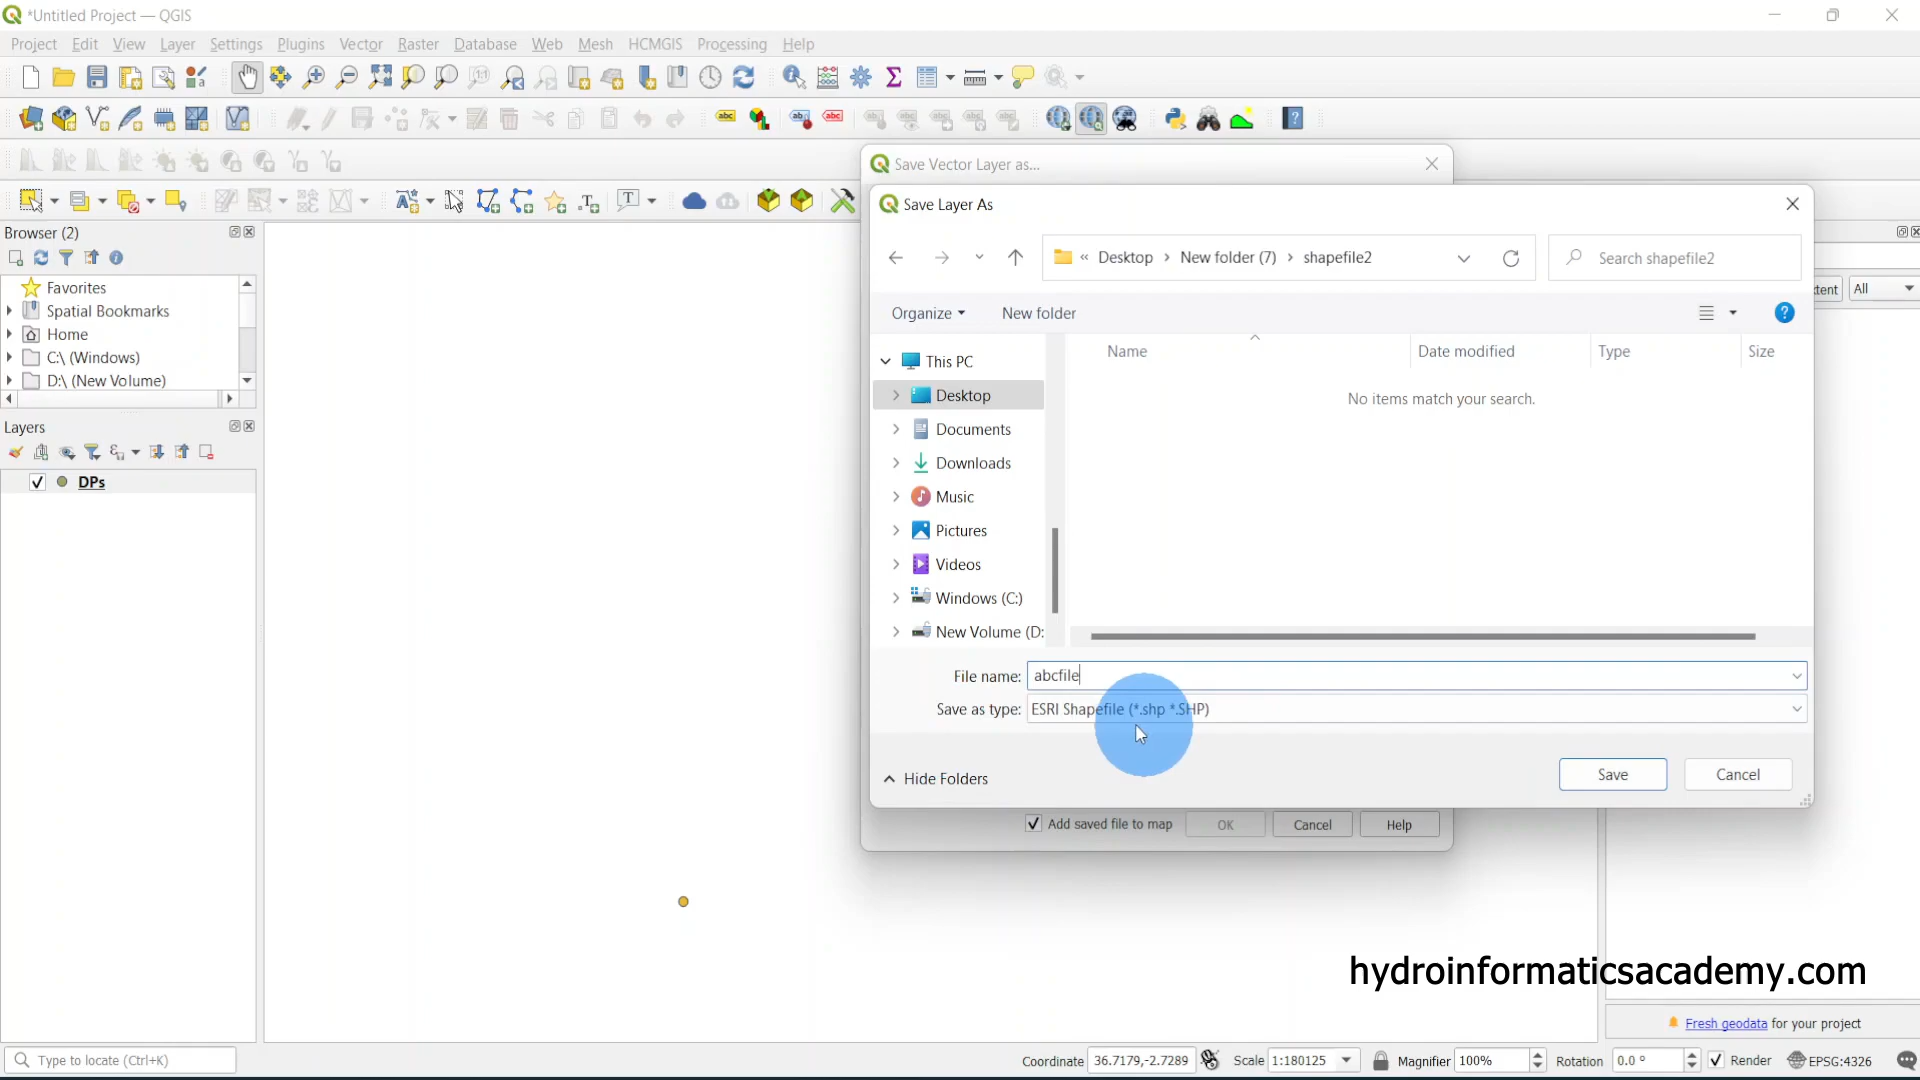 *Untitled Project — QGIS
Project Edit View Layer Settings Plugins Vector Raster Database Web Mesh HCMGIS Processing Help
Save Vector Layer as...
Save Layer As
« Desktop › New folder (7) › shapefile2
Search shapefile2
Organize
New folder
Browser (2)
Favorites
Spatial Bookmarks
Home
C:\ (Windows)
D:\ (New Volume)
Layers
DPs
This PC
Desktop
Documents
Downloads
Music
Pictures
Videos
Windows (C:)
New Volume (D:
Name Date modified Type Size
No items match your search.
All
File name: abcfile
Save as type: ESRI Shapefile (*.shp *.SHP)
Hide Folders
Save
Cancel
Add saved file to map
OK
Cancel
Help
hydroinformaticsacademy.com
Fresh geodata for your project
Type to locate (Ctrl+K)
Coordinate 36.7179,-2.7289
Scale 1:180125
Magnifier 100%
Rotation 0.0 °
Render
EPSG:4326